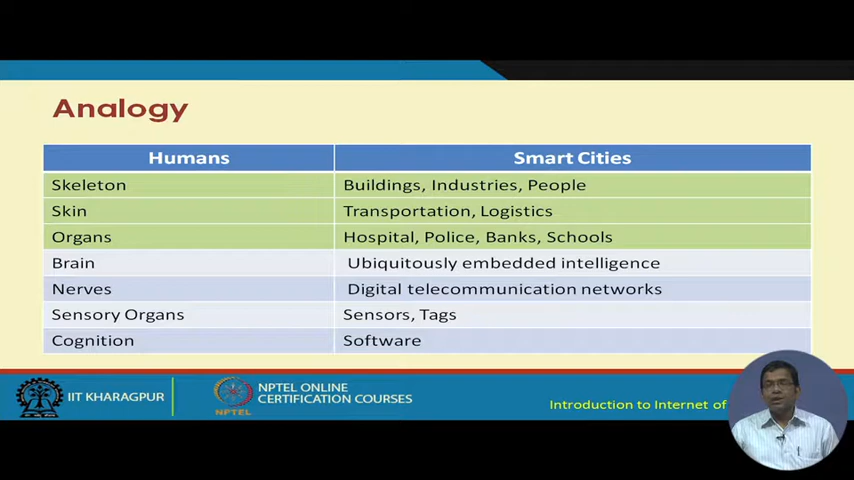 Analogy
Humans Smart Cities
Skeleton Buildings, Industries, People
Skin Transportation, Logistics
Organs Hospital, Police, Banks, Schools
Brain Ubiquitously embedded intelligence
Nerves Digital telecommunication networks
Sensory Organs Sensors, Tags
Cognition Software
IIT KHARAGPUR
NPTEL
NPTEL ONLINE
CERTIFICATION COURSES
Introduction to Internet of